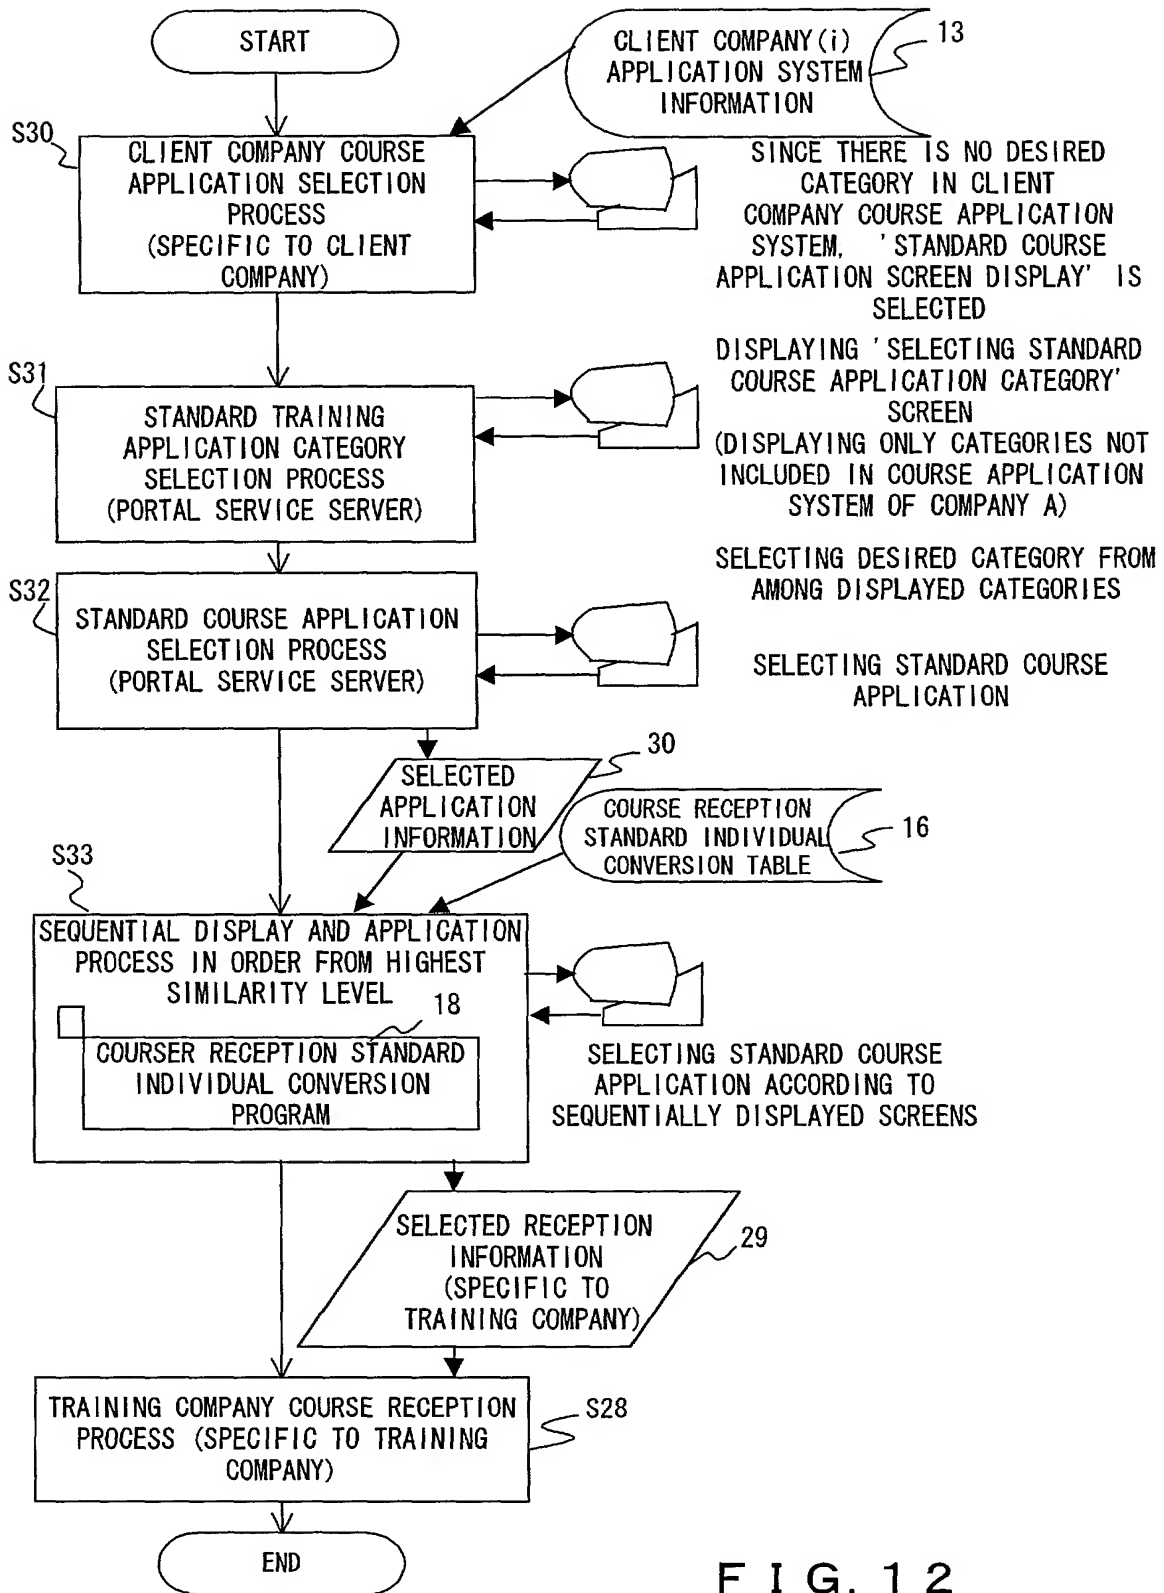 START
CLIENT COMPANY(i)
APPLICATION SYSTEM
INFORMATION
13
S30
CLIENT COMPANY COURSE
APPLICATION SELECTION
PROCESS
(SPECIFIC TO CLIENT
COMPANY)
SINCE THERE IS NO DESIRED
CATEGORY IN CLIENT
COMPANY COURSE APPLICATION
SYSTEM, 'STANDARD COURSE
APPLICATION SCREEN DISPLAY' IS
SELECTED
S31
STANDARD TRAINING
APPLICATION CATEGORY
SELECTION PROCESS
(PORTAL SERVICE SERVER)
DISPLAYING 'SELECTING STANDARD
COURSE APPLICATION CATEGORY'
SCREEN
(DISPLAYING ONLY CATEGORIES NOT
INCLUDED IN COURSE APPLICATION
SYSTEM OF COMPANY A)
SELECTING DESIRED CATEGORY FROM
AMONG DISPLAYED CATEGORIES
S32
STANDARD COURSE APPLICATION
SELECTION PROCESS
(PORTAL SERVICE SERVER)
SELECTING STANDARD COURSE
APPLICATION
SELECTED
APPLICATION
INFORMATION
30
COURSE RECEPTION
STANDARD INDIVIDUAL
CONVERSION TABLE
16
S33
SEQUENTIAL DISPLAY AND APPLICATION
PROCESS IN ORDER FROM HIGHEST
SIMILARITY LEVEL
18
COURSER RECEPTION STANDARD
INDIVIDUAL CONVERSION
PROGRAM
SELECTING STANDARD COURSE
APPLICATION ACCORDING TO
SEQUENTIALLY DISPLAYED SCREENS
SELECTED RECEPTION
INFORMATION
(SPECIFIC TO
TRAINING COMPANY)
29
TRAINING COMPANY COURSE RECEPTION
PROCESS (SPECIFIC TO TRAINING
COMPANY)
S28
END
FIG. 12